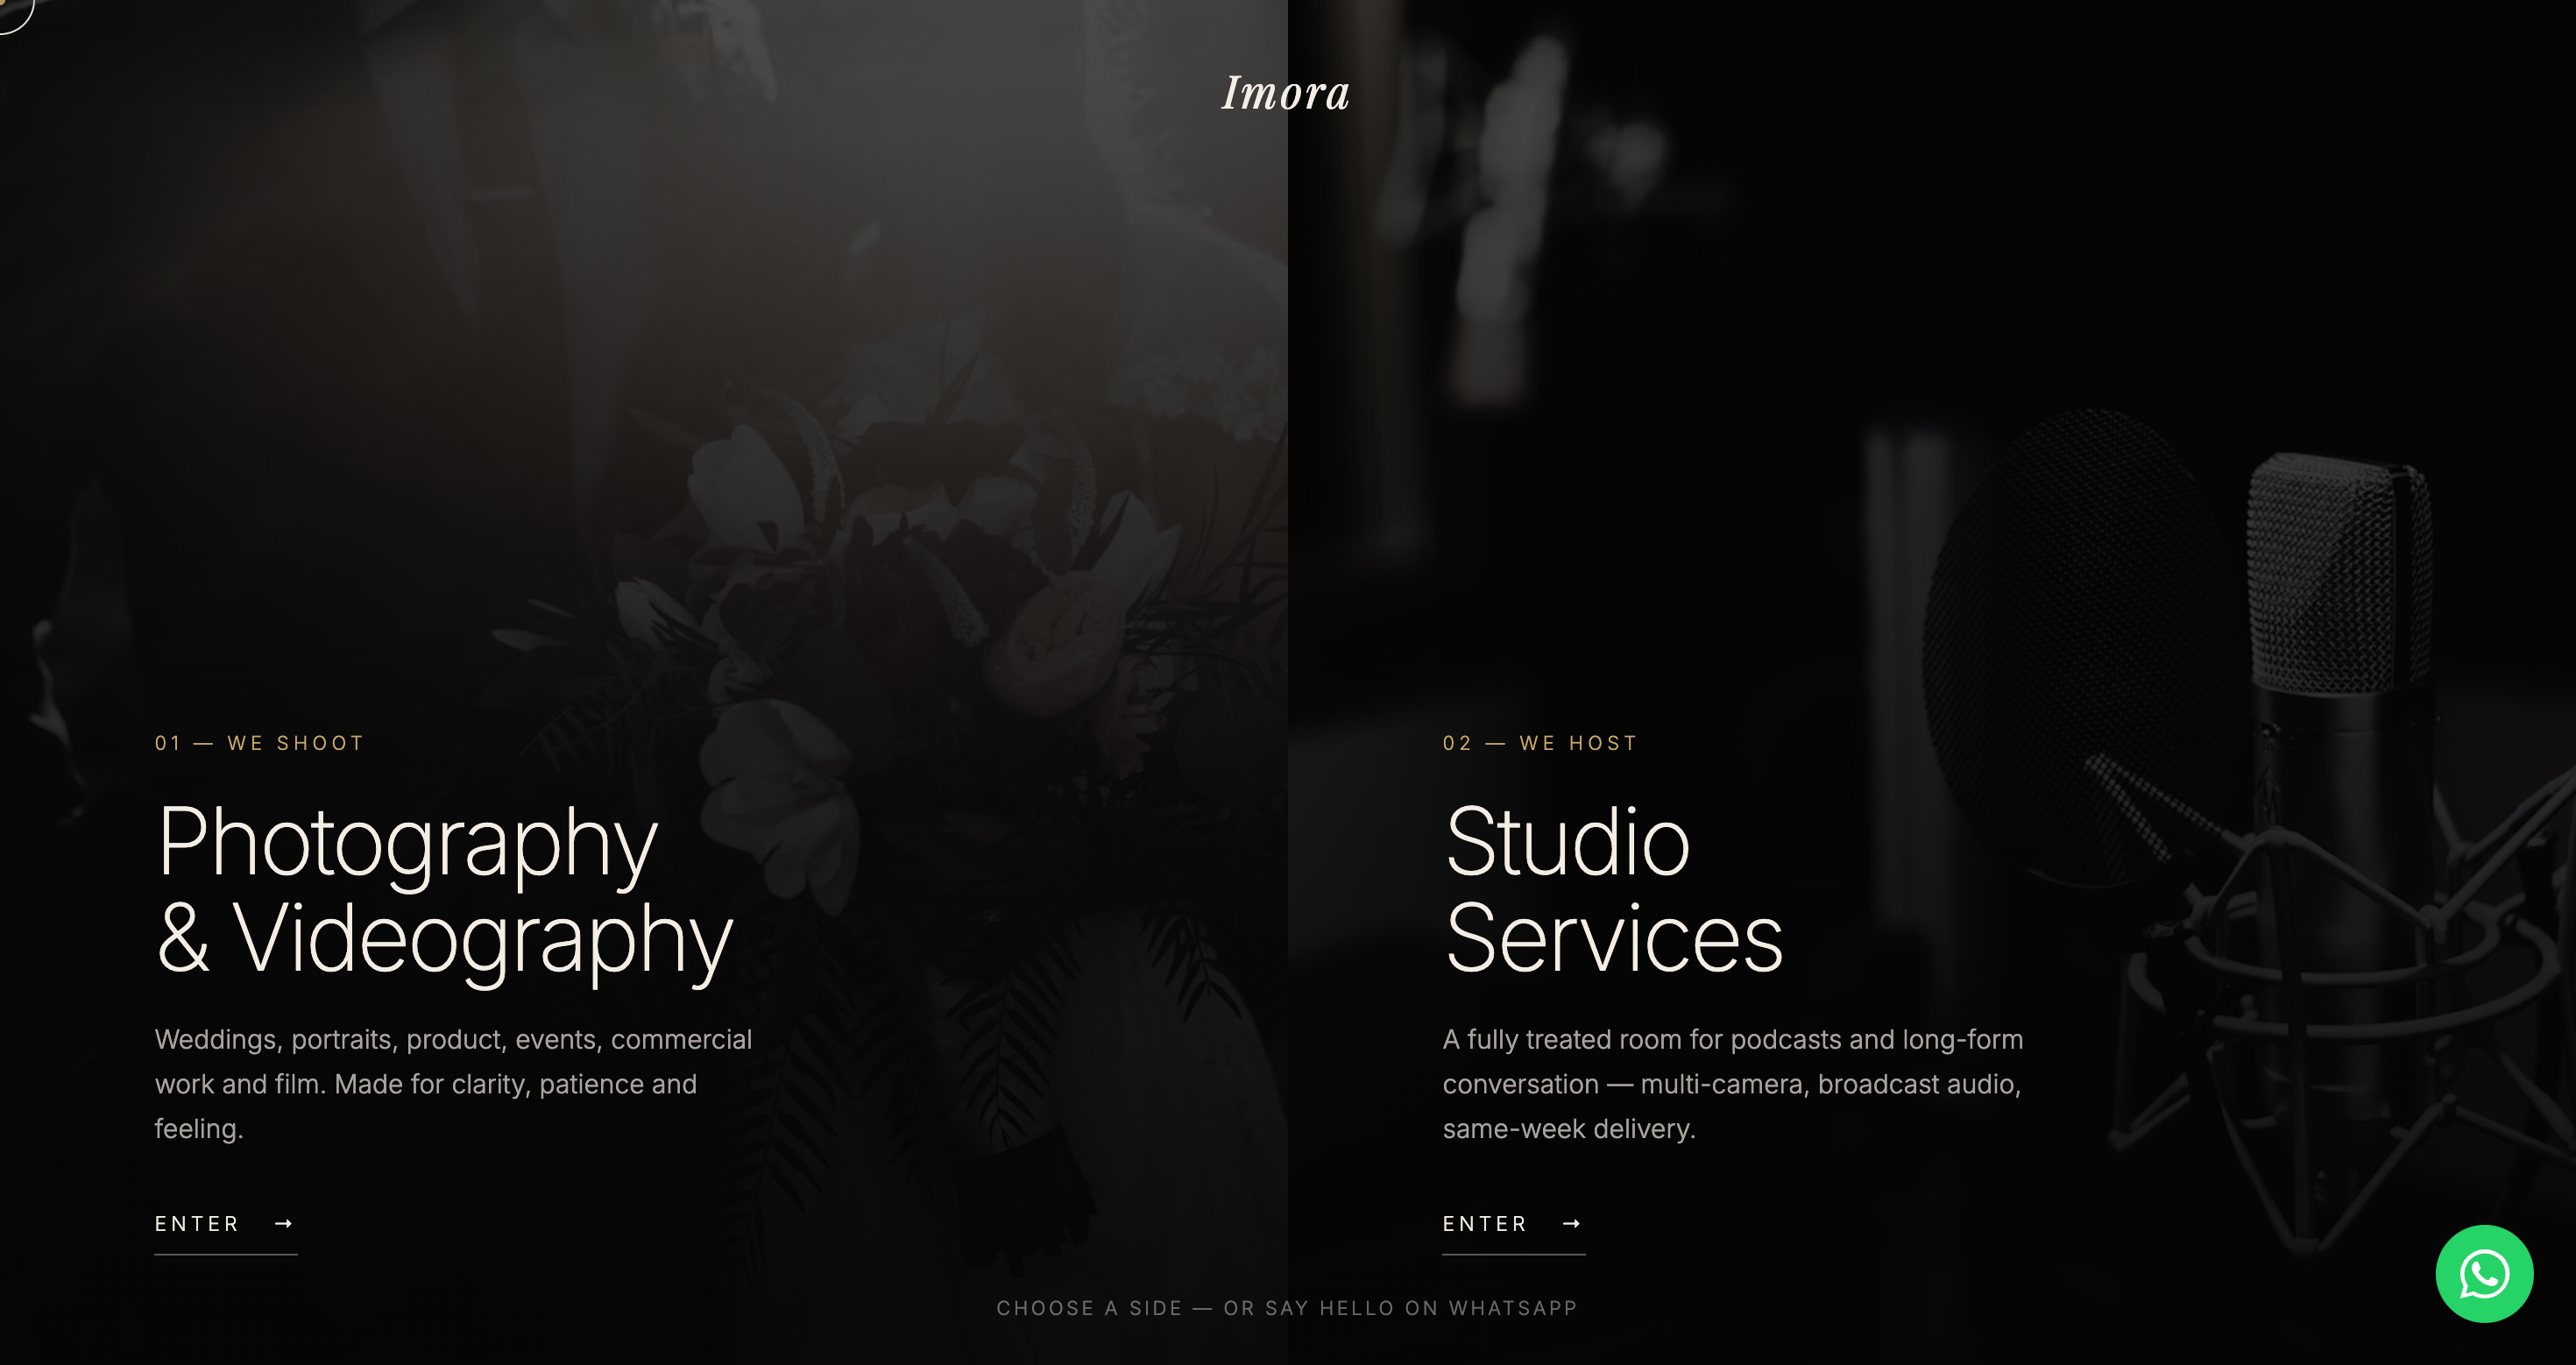 Imora
01 — WE SHOOT
Photography
& Videography
Weddings, portraits, product, events, commercial
work and film. Made for clarity, patience and
feeling.
ENTER →
02 — WE HOST
Studio
Services
A fully treated room for podcasts and long-form
conversation — multi-camera, broadcast audio,
same-week delivery.
ENTER →
CHOOSE A SIDE — OR SAY HELLO ON WHATSAPP